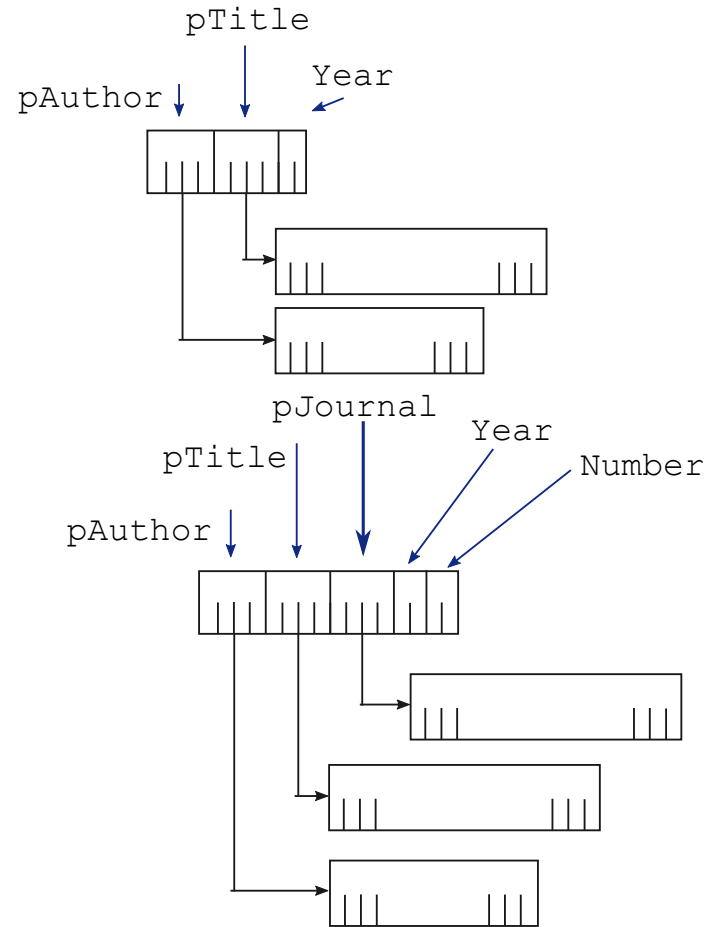 pTitle
Year
pAuthor
pJournal
Year
pTitle
Number
pAuthor